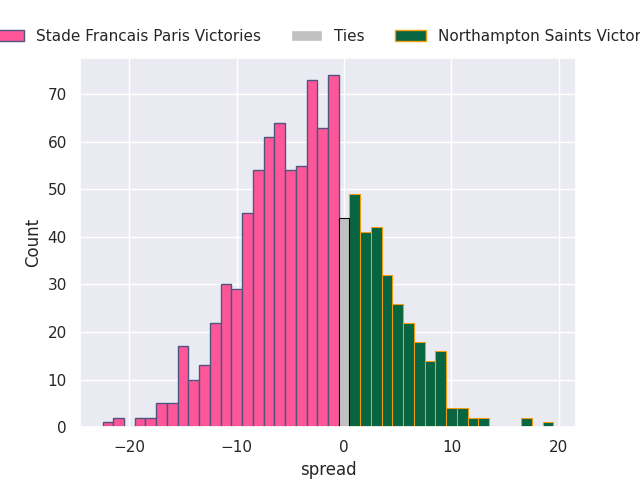 Stade Francais Paris Victories Ties Northampton Saints Victor
70
60
50
40
30
20
10
0
Count
−20 −10 0 10 20
spread